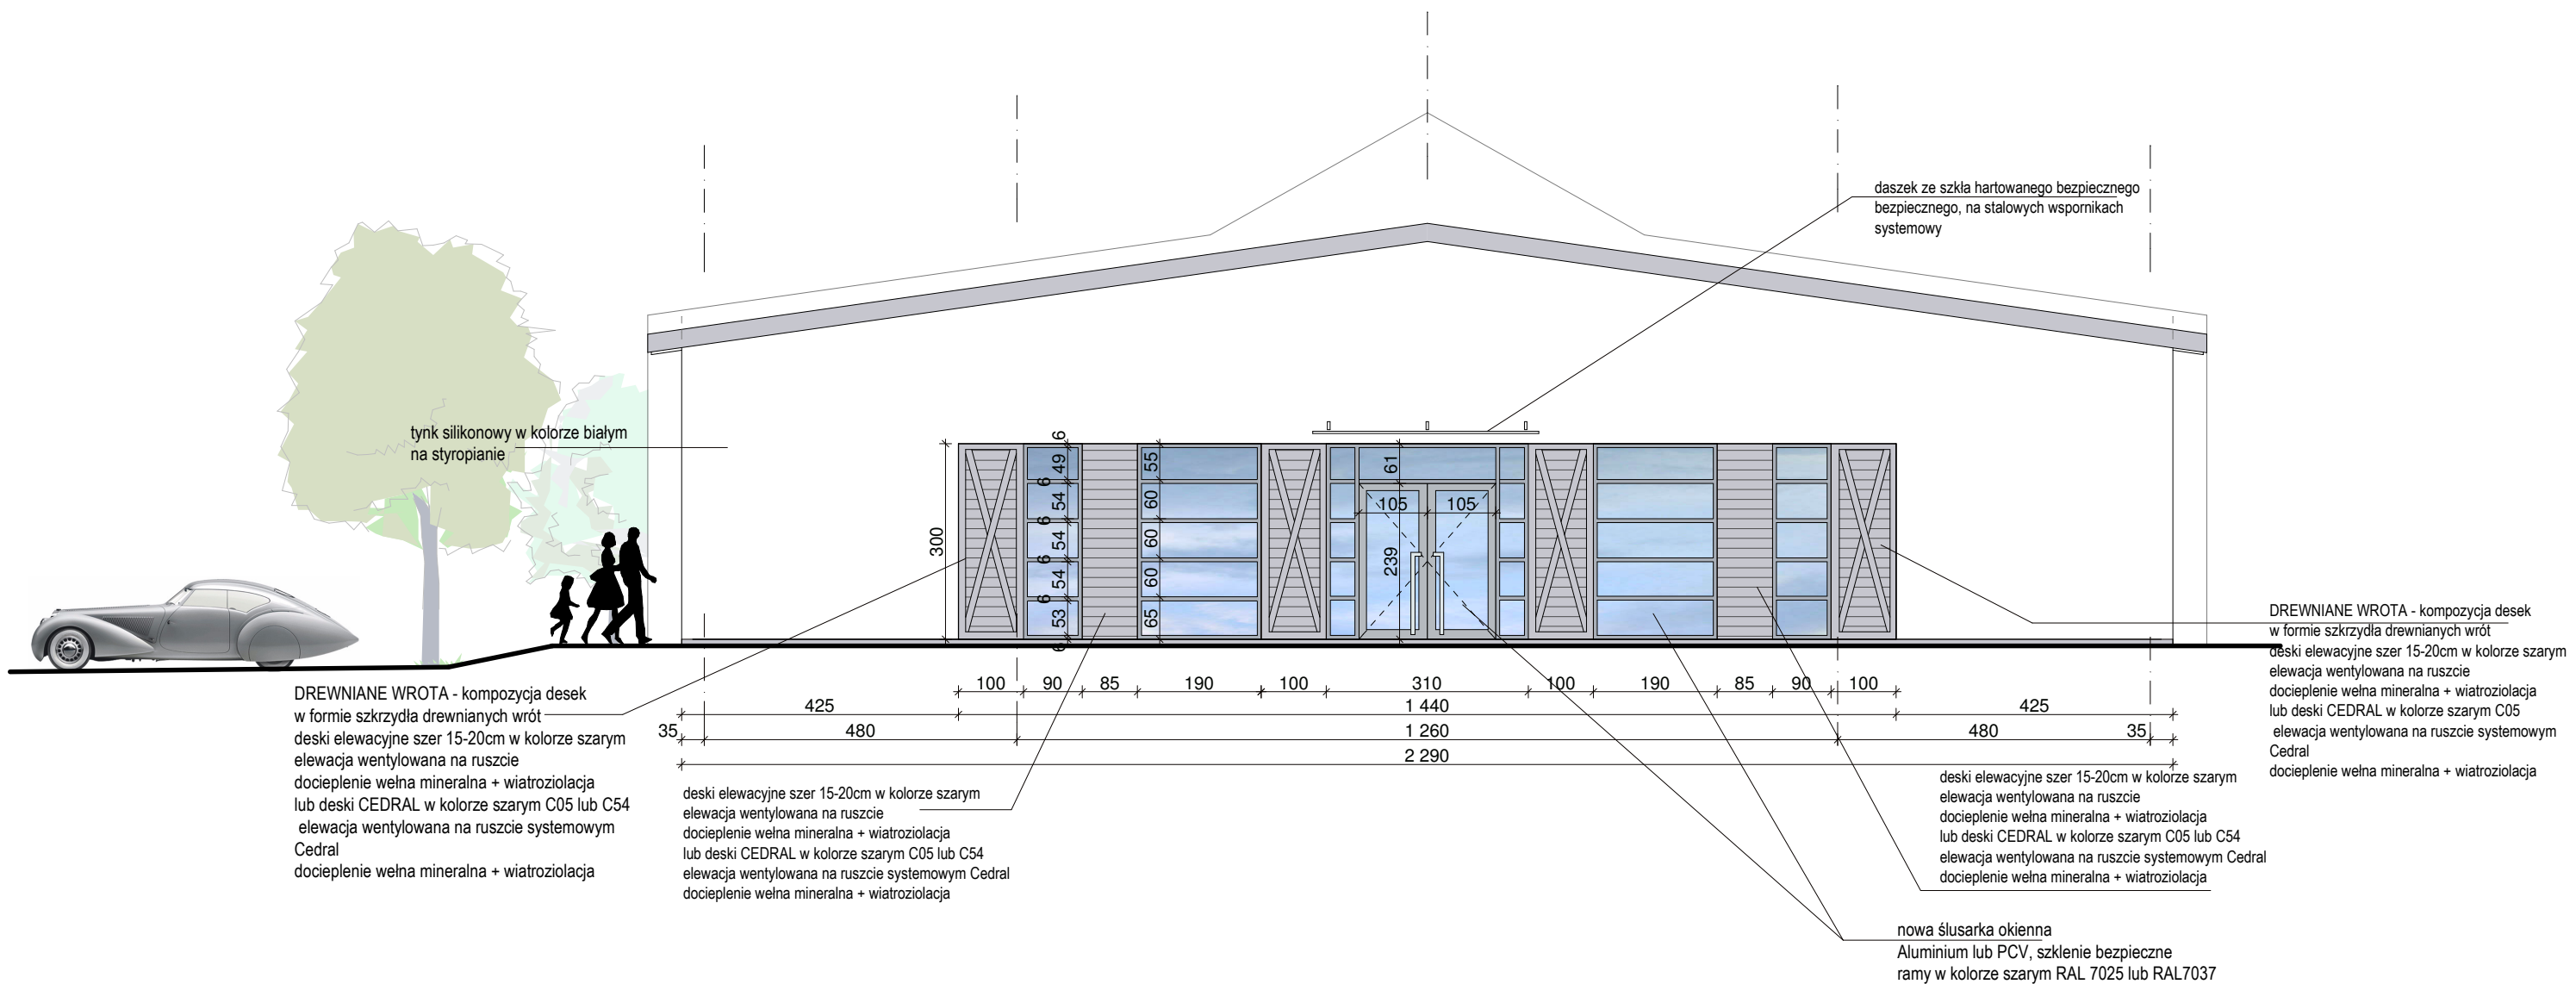 daszek ze szkła hartowanego bezpiecznego
bezpiecznego, na stalowych wspornikach
systemowy
tynk silikonowy w kolorze białym
na styropianie
6
49
6
54
6
54
6
54
6
53
6
300
55
60
60
60
65
61
105 105
239
100 90 85 190 100 310 100 190 85 90 100
425 1 440 425
35 480 1 260 480 35
2 290
DREWNIANE WROTA - kompozycja desek
w formie szkrzydła drewnianych wrót
deski elewacyjne szer 15-20cm w kolorze szarym
elewacja wentylowana na ruszcie
docieplenie wełna mineralna + wiatroziolacja
lub deski CEDRAL w kolorze szarym C05 lub C54
elewacja wentylowana na ruszcie systemowym
Cedral
docieplenie wełna mineralna + wiatroziolacja
deski elewacyjne szer 15-20cm w kolorze szarym
elewacja wentylowana na ruszcie
docieplenie wełna mineralna + wiatroziolacja
lub deski CEDRAL w kolorze szarym C05 lub C54
elewacja wentylowana na ruszcie systemowym Cedral
docieplenie wełna mineralna + wiatroziolacja
DREWNIANE WROTA - kompozycja desek
w formie szkrzydła drewnianych wrót
deski elewacyjne szer 15-20cm w kolorze szarym
elewacja wentylowana na ruszcie
docieplenie wełna mineralna + wiatroziolacja
lub deski CEDRAL w kolorze szarym C05
elewacja wentylowana na ruszcie systemowym
Cedral
docieplenie wełna mineralna + wiatroziolacja
deski elewacyjne szer 15-20cm w kolorze szarym
elewacja wentylowana na ruszcie
docieplenie wełna mineralna + wiatroziolacja
lub deski CEDRAL w kolorze szarym C05 lub C54
elewacja wentylowana na ruszcie systemowym Cedral
docieplenie wełna mineralna + wiatroziolacja
nowa ślusarka okienna
Aluminium lub PCV, szklenie bezpieczne
ramy w kolorze szarym RAL 7025 lub RAL7037